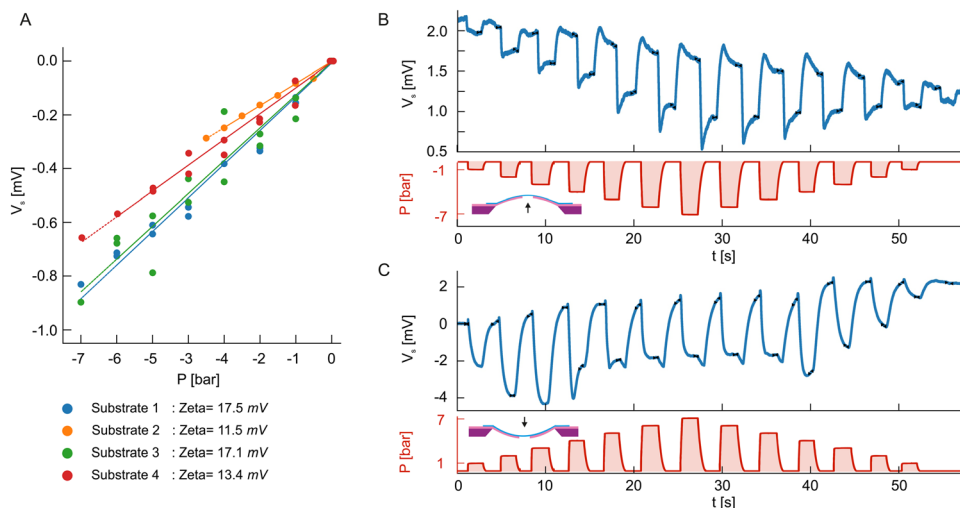 A
0.0
-0.2
-0.4
-0.6
-0.8
-1.0
Vs [mV]
-7 -6 -5 -4 -3 -2 -1 0
P [bar]
Substrate 1 : Zeta= 17.5 mV
Substrate 2 : Zeta= 11.5 mV
Substrate 3 : Zeta= 17.1 mV
Substrate 4 : Zeta= 13.4 mV
B
2.0
1.5
1.0
0.5
Vs [mV]
-1
-7
P [bar]
0 10 20 30 40 50
t [s]
C
2
0
-2
-4
Vs [mV]
7
1
P [bar]
0 10 20 30 40 50
t [s]